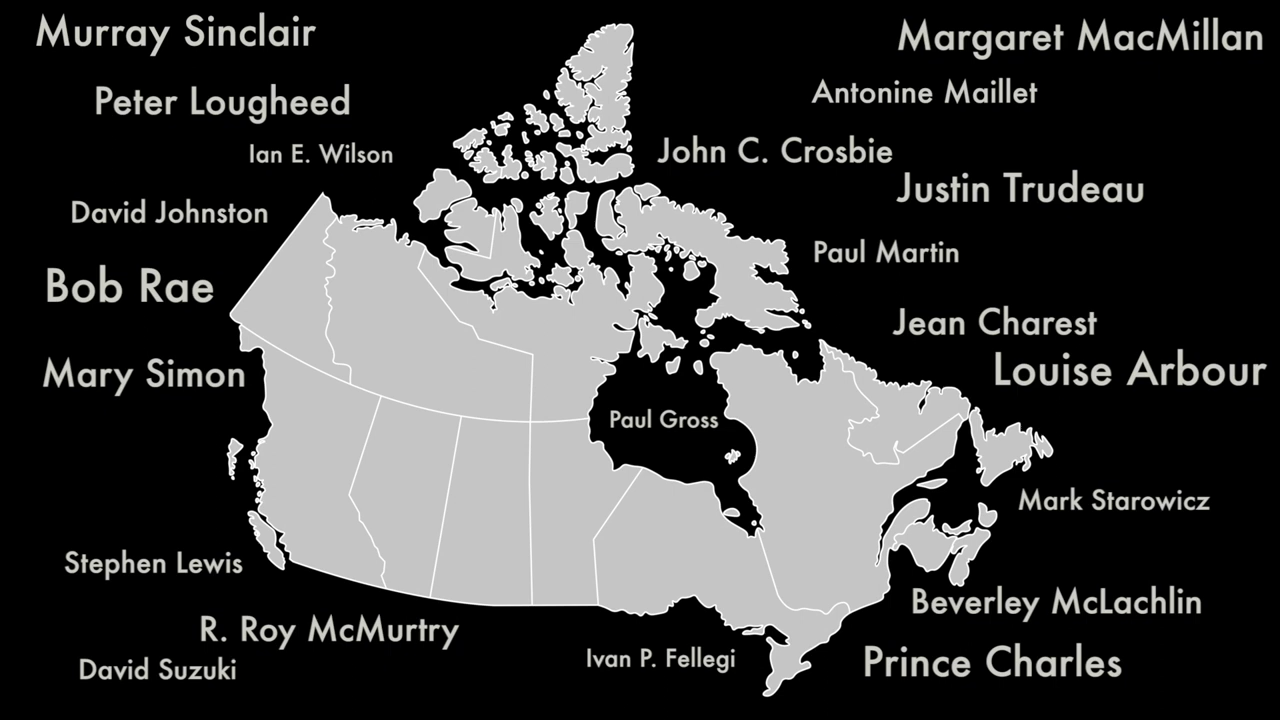 Murray Sinclair
Margaret MacMillan
Peter Lougheed
Antonine Maillet
Ian E. Wilson
John C. Crosbie
Justin Trudeau
David Johnston
Paul Martin
Bob Rae
Jean Charest
Mary Simon
Louise Arbour
Paul Gross
Mark Starowicz
Stephen Lewis
Beverley McLachlin
R. Roy McMurtry
Ivan P. Fellegi
Prince Charles
David Suzuki